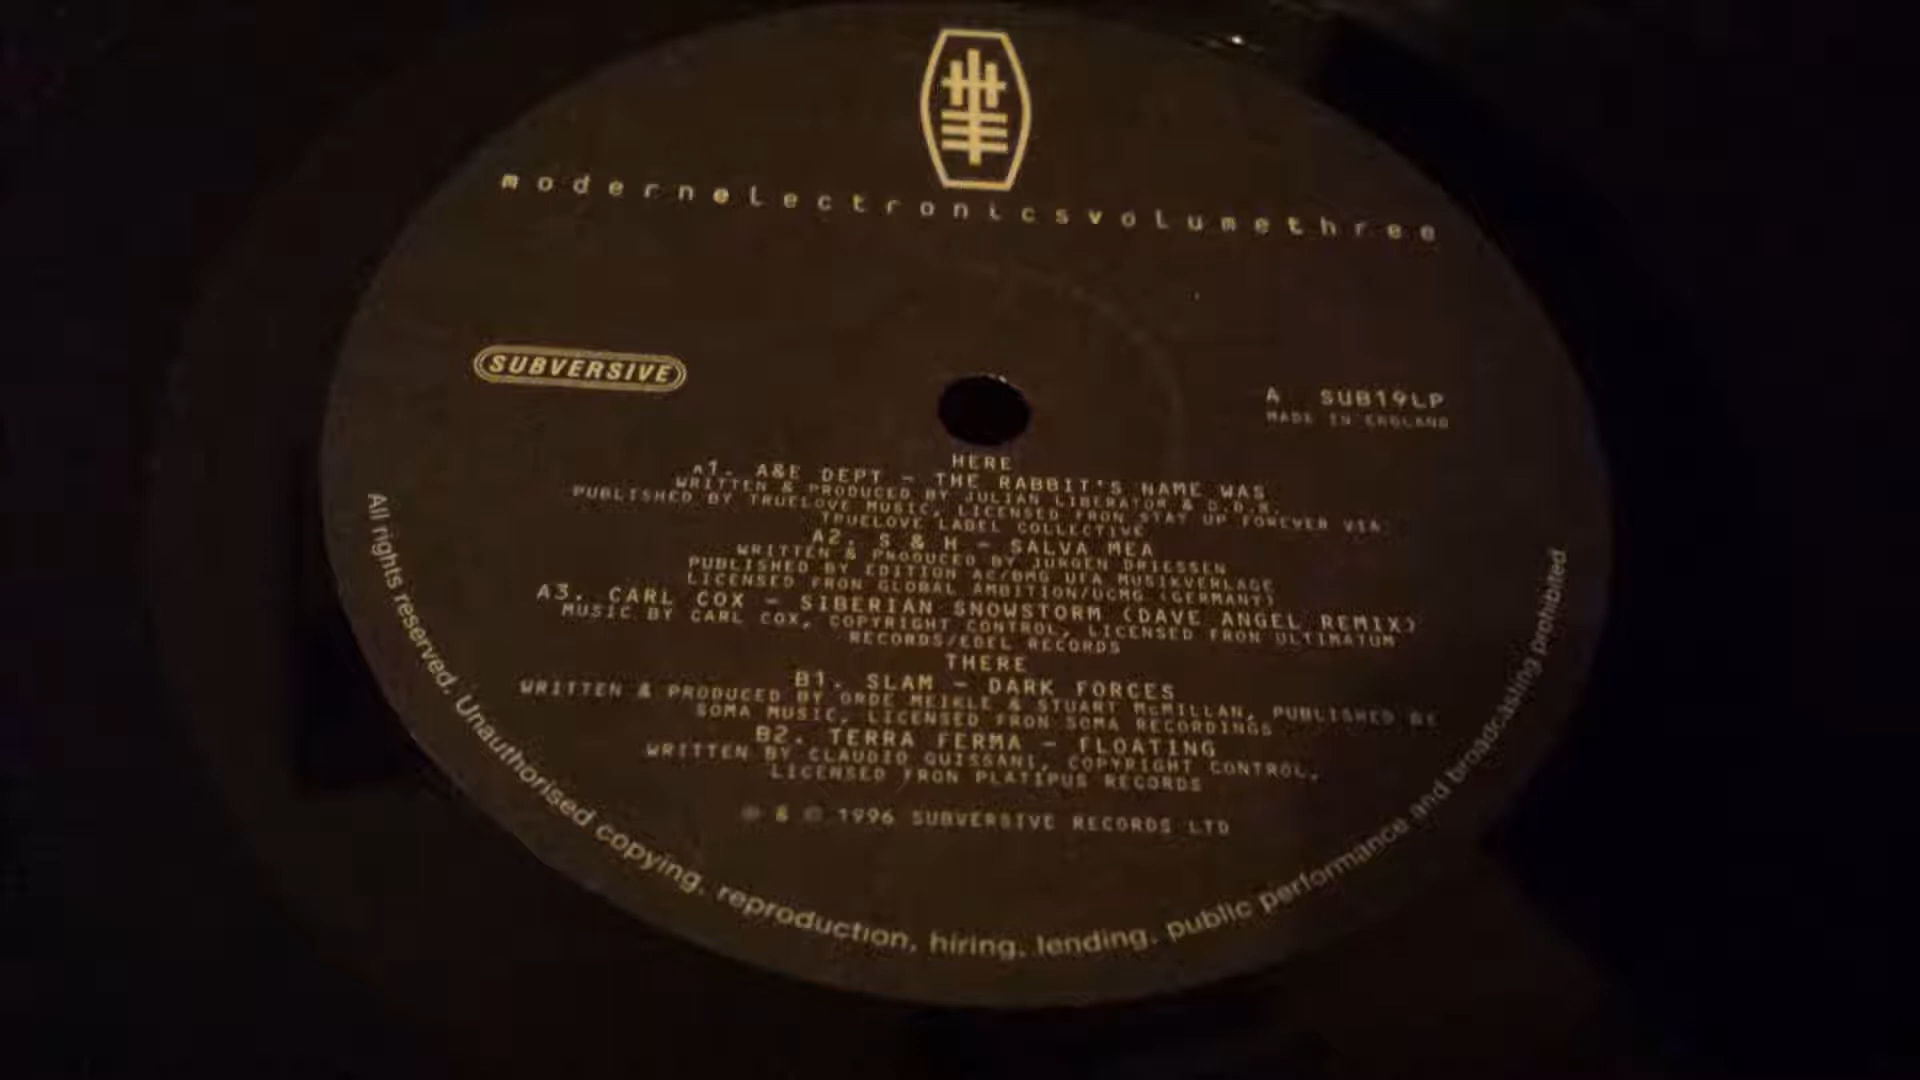 modernelectronicsvolumethree
SUBVERSIVE
A SUB19LP
MADE IN ENGLAND
HERE
A1. A&E DEPT - THE RABBIT'S NAME WAS
WRITTEN & PRODUCED BY JULIAN LIBERATOR & D.D.R.
PUBLISHED BY TRUELOVE MUSIC, LICENSED FROM STAY UP FOREVER VIA
TRUELOVE LABEL COLLECTIVE
A2. S & H - SALVA MEA
WRITTEN & PRODUCED BY JURGEN DRIESSEN
PUBLISHED BY EDITION AC/BMG UFA MUSIKVERLAGE
LICENSED FROM GLOBAL AMBITION/UCMG (GERMANY)
A3. CARL COX - SIBERIAN SNOWSTORM (DAVE ANGEL REMIX)
MUSIC BY CARL COX, COPYRIGHT CONTROL, LICENSED FROM ULTIMATUM
RECORDS/EDEL RECORDS
THERE
B1. SLAM - DARK FORCES
WRITTEN & PRODUCED BY ORDE MEIKLE & STUART McMILLAN, PUBLISHED BY
SOMA MUSIC, LICENSED FROM SOMA RECORDINGS
B2. TERRA FERMA - FLOATING
WRITTEN BY CLAUDIO GUISSANI, COPYRIGHT CONTROL,
LICENSED FROM PLATIPUS RECORDS
℗ & © 1996 SUBVERSIVE RECORDS LTD
All rights reserved. Unauthorised copying, reproduction, hiring, lending, public performance and broadcasting prohibited